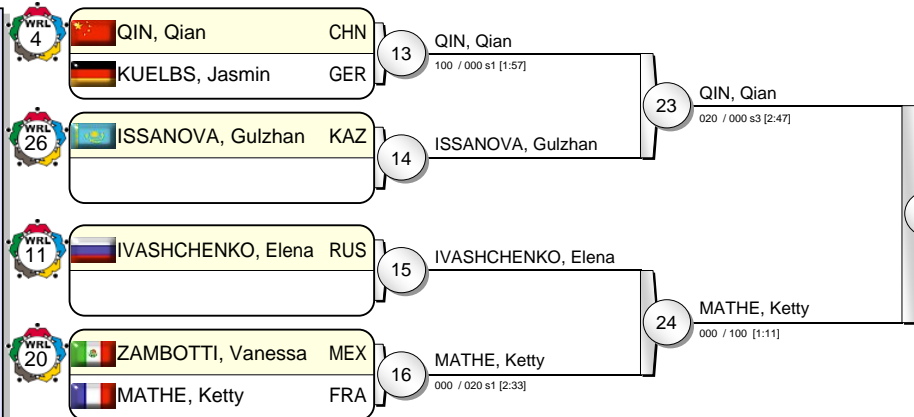 WRL
4
QIN, Qian CHN
KUELBS, Jasmin GER
13
QIN, Qian
100 / 000 s1 [1:57]
WRL
26
ISSANOVA, Gulzhan KAZ
14
ISSANOVA, Gulzhan
23
QIN, Qian
020 / 000 s3 [2:47]
WRL
11
IVASHCHENKO, Elena RUS
15
IVASHCHENKO, Elena
WRL
20
ZAMBOTTI, Vanessa MEX
MATHE, Ketty FRA
16
MATHE, Ketty
000 / 020 s1 [2:33]
24
MATHE, Ketty
000 / 100 [1:11]